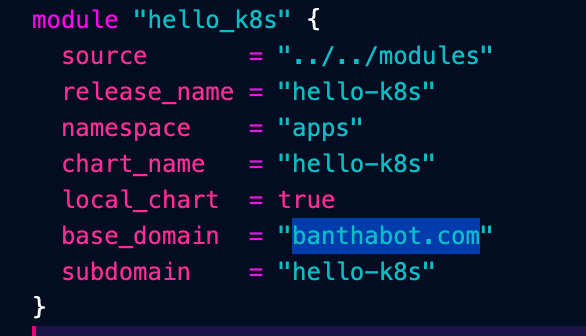 module "hello_k8s" {
  source       = "../../modules"
  release_name = "hello-k8s"
  namespace    = "apps"
  chart_name   = "hello-k8s"
  local_chart  = true
  base_domain  = "banthabot.com"
  subdomain    = "hello-k8s"
}